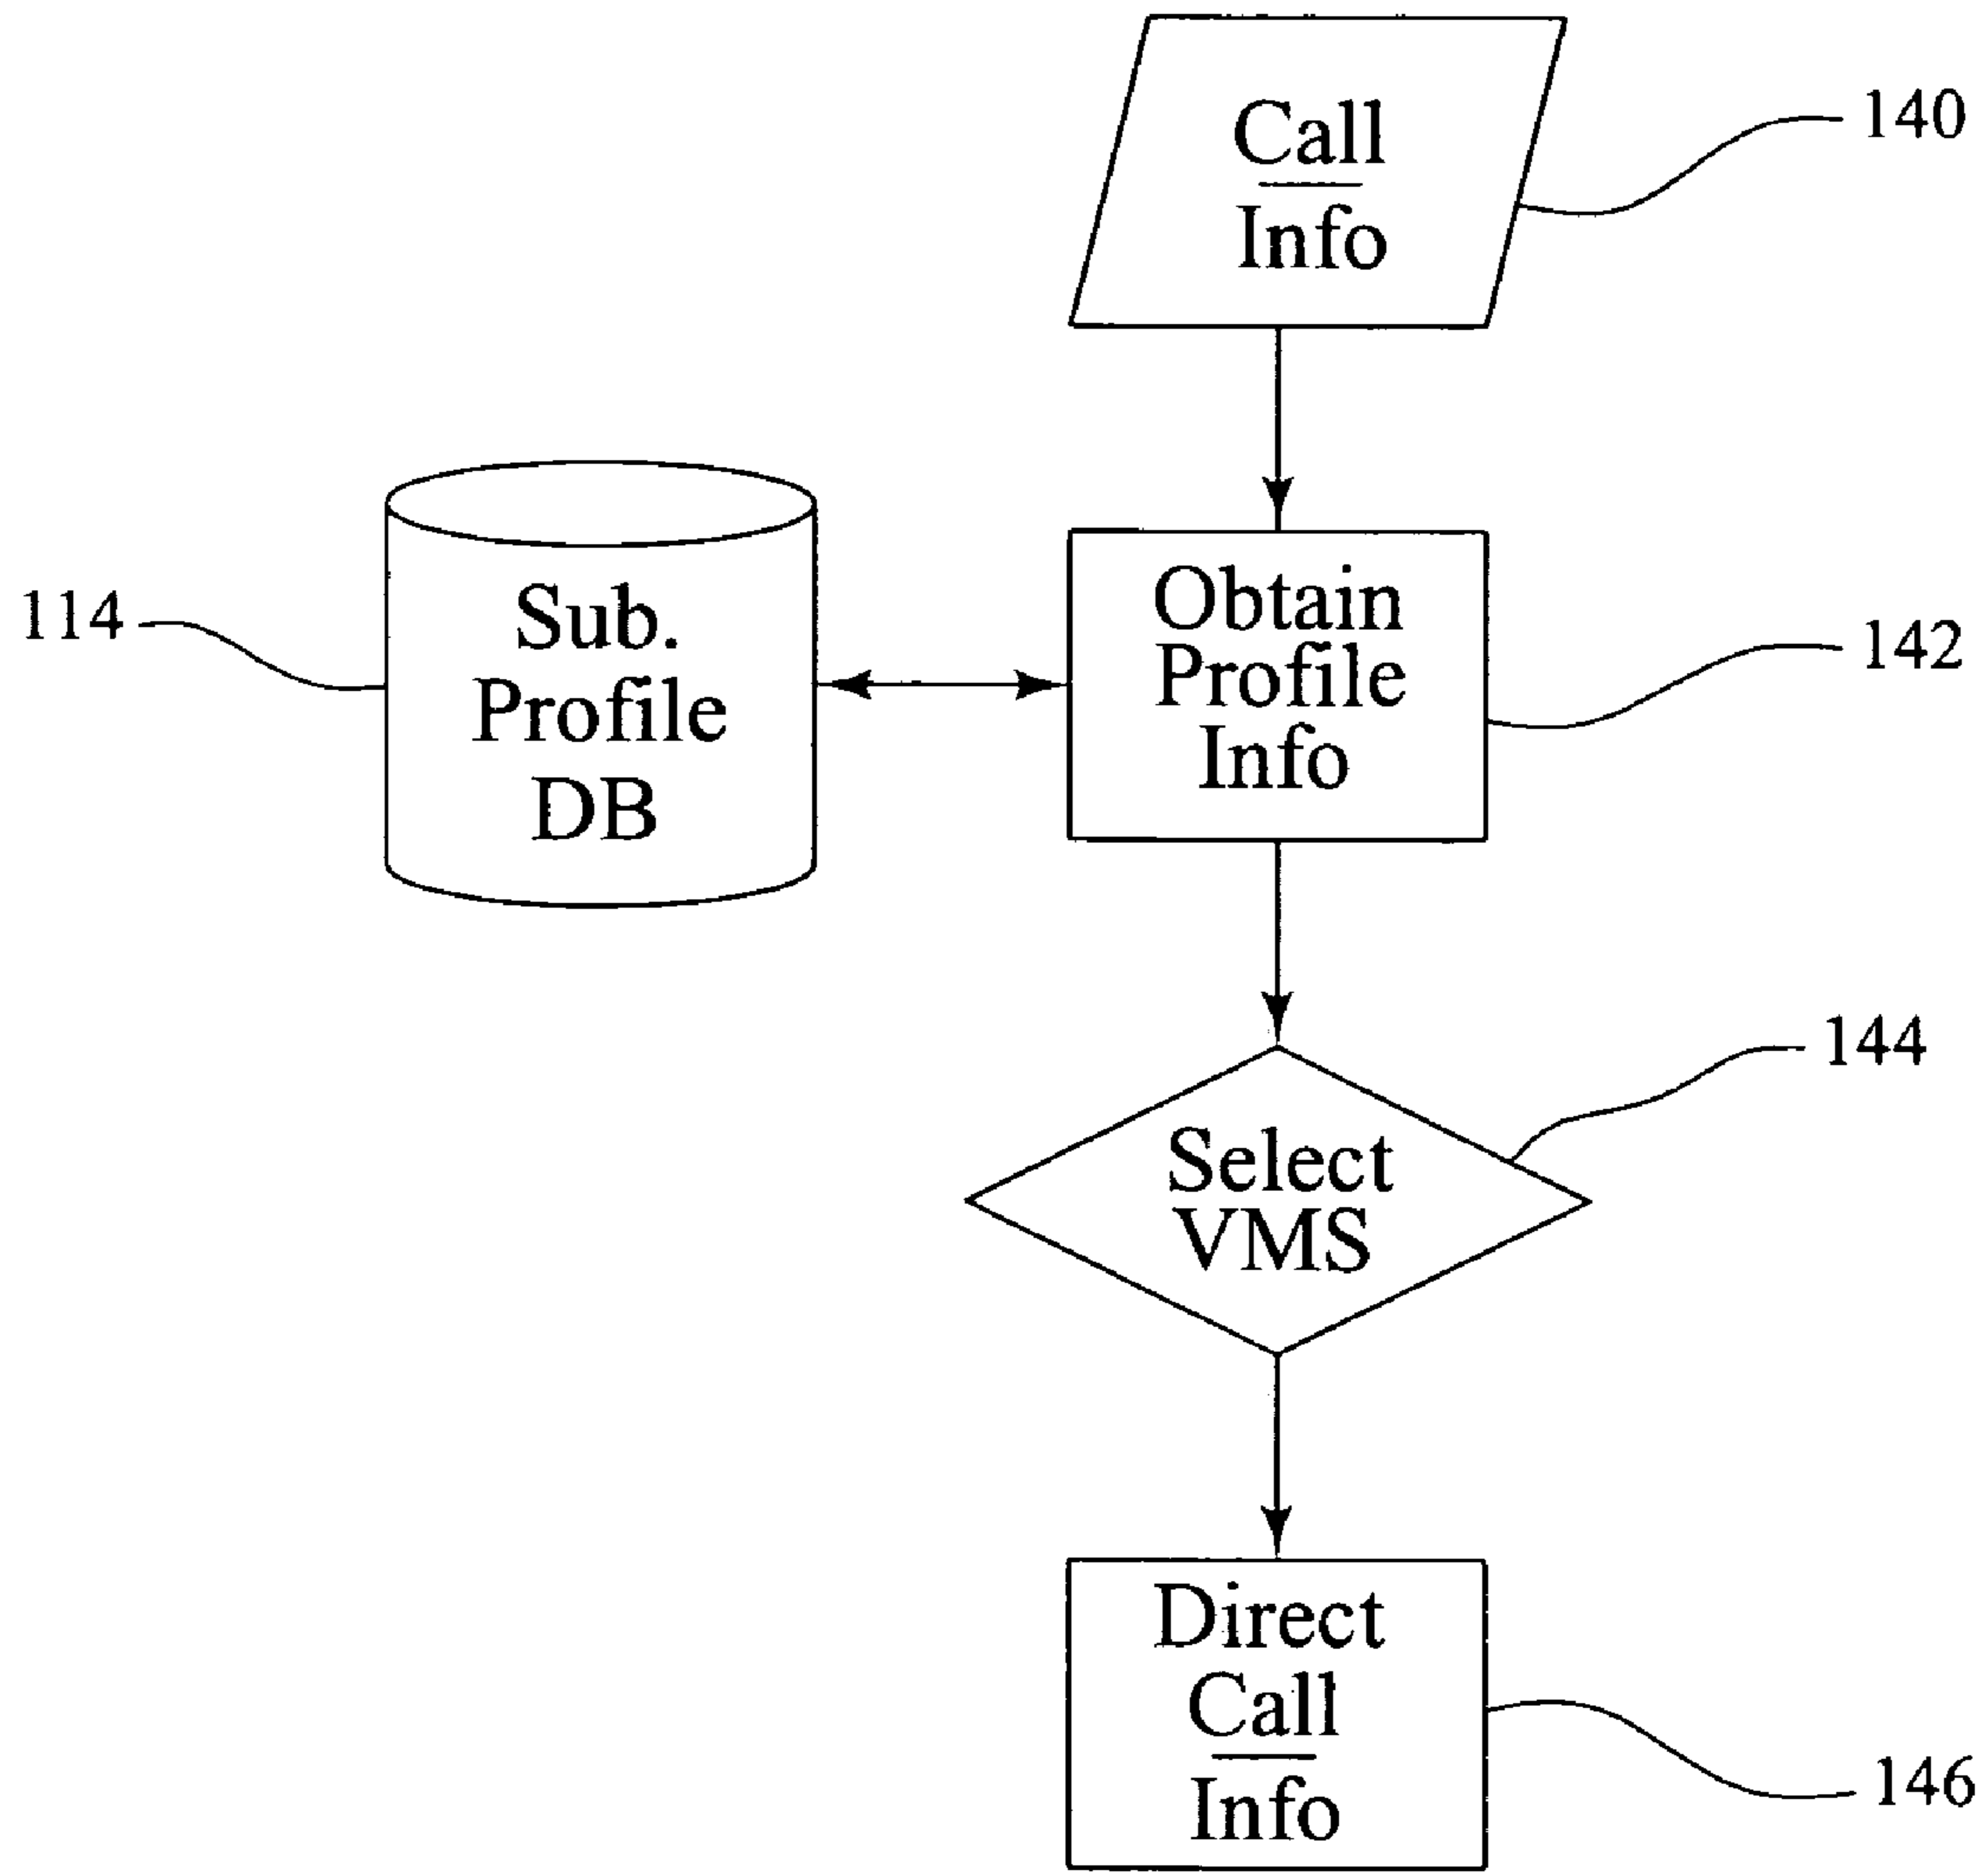 Call
Info
140
Sub.
Profile
DB
114
Obtain
Profile
Info
142
Select
VMS
144
Direct
Call
Info
146